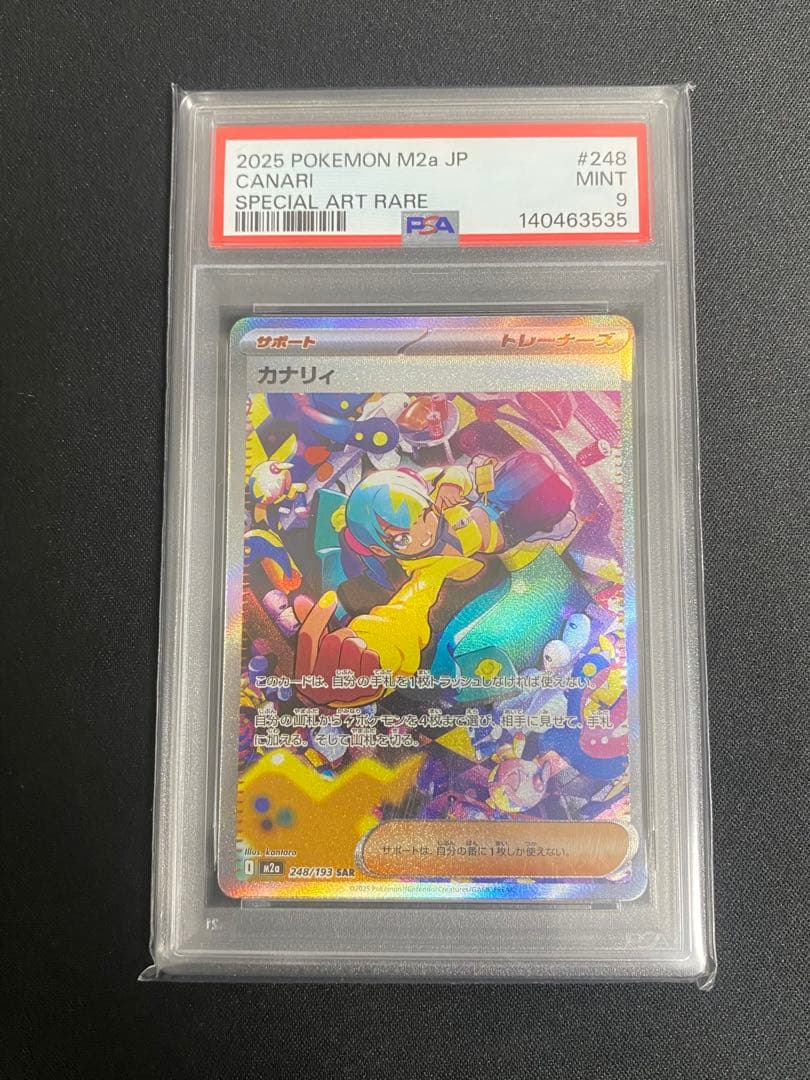 2025 POKEMON M2a JP #248
CANARI MINT
SPECIAL ART RARE 9
PSA 140463535
サポート トレーナーズ
カナリィ
このカードは、自分の手札を1枚トラッシュしなければ使えない。
自分の山札からポケモンを4枚まで選び、相手に見せて、手札
に加える。そして山札を切る。
Illus. kantaro
サポートは、自分の番に1枚しか使えない。
M2a 248/193 SAR
©2025 Pokémon/Nintendo/Creatures/GAME FREAK